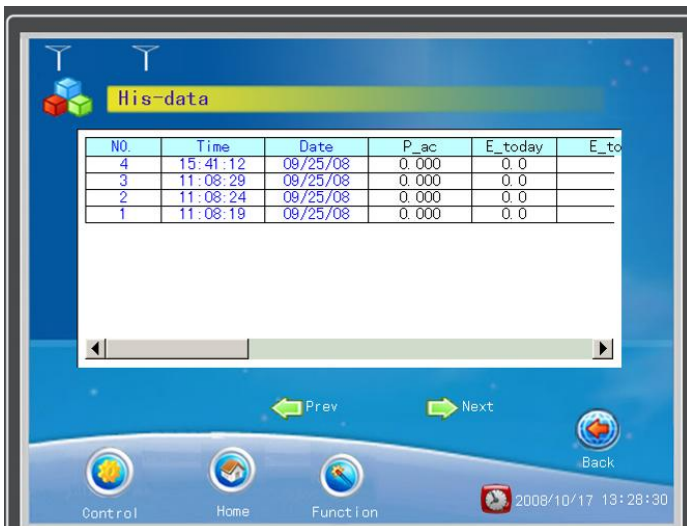 His-data
NO. Time Date P_ac E_today E_to
4 15:41:12 09/25/08 0.000 0.0
3 11:08:29 09/25/08 0.000 0.0
2 11:08:24 09/25/08 0.000 0.0
1 11:08:19 09/25/08 0.000 0.0
Prev Next
Back
Control Home Function
2008/10/17 13:28:30